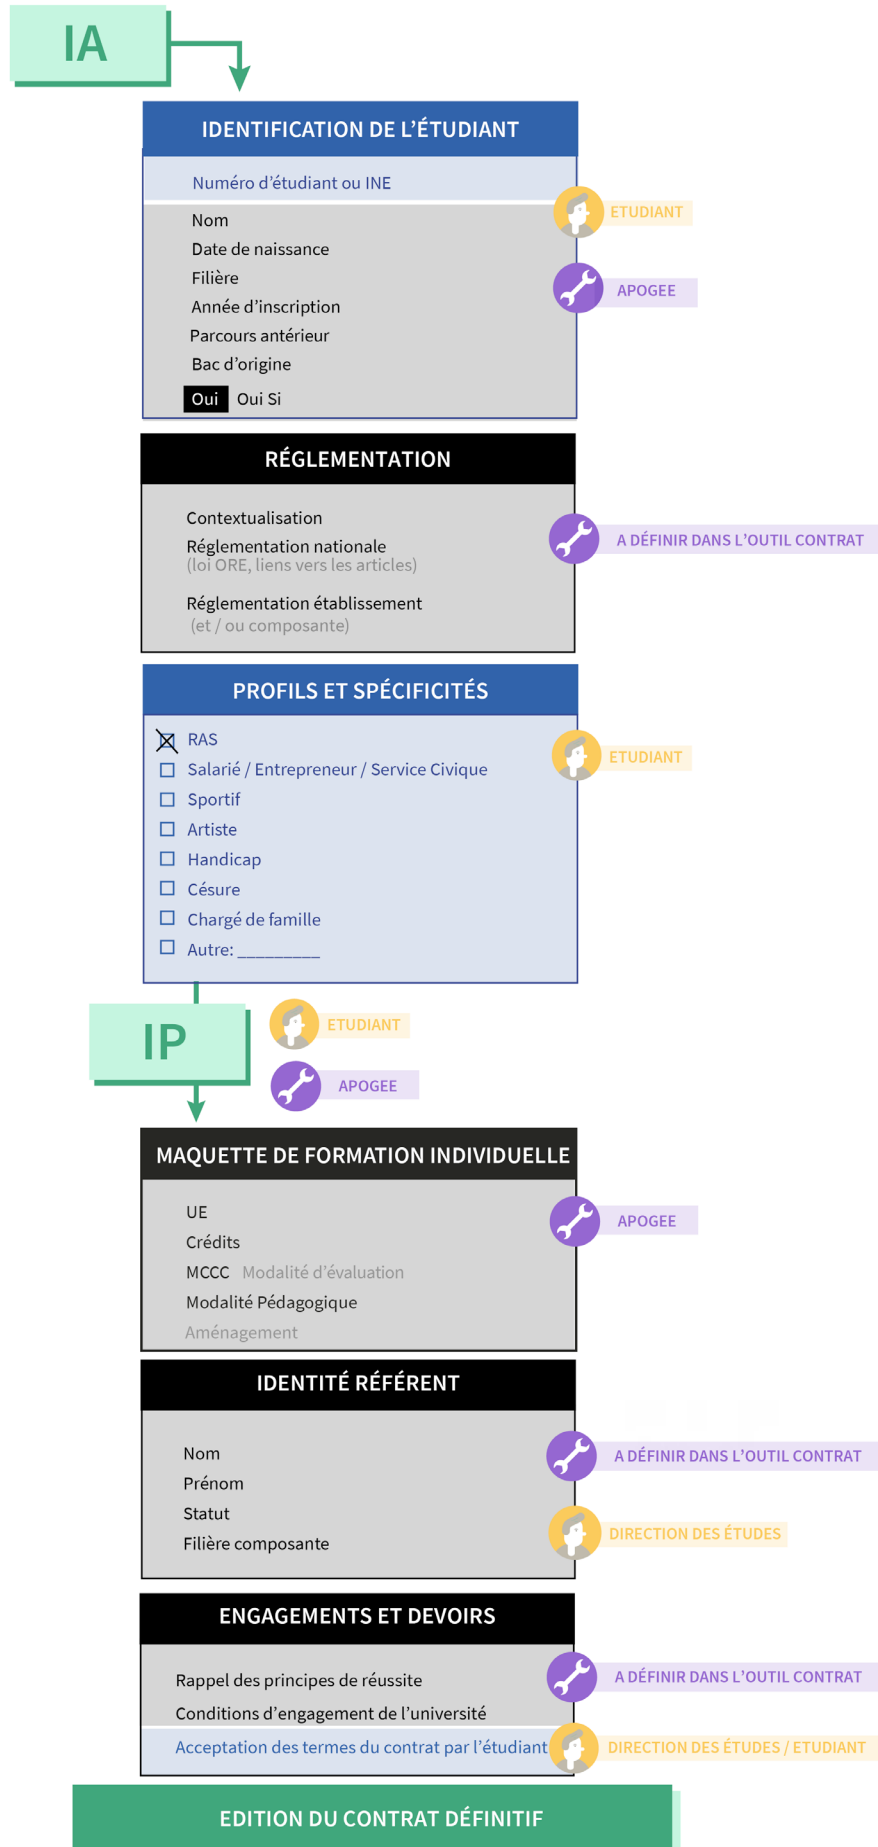 IA
IDENTIFICATION DE L’ÉTUDIANT
Numéro d’étudiant ou INE
ETUDIANT
Nom
Date de naissance
Filière
APOGEE
Année d’inscription
Parcours antérieur
Bac d’origine
Oui Oui Si
RÉGLEMENTATION
Contextualisation
A DÉFINIR DANS L’OUTIL CONTRAT
Réglementation nationale
(loi ORE, liens vers les articles)
Réglementation établissement
(et / ou composante)
PROFILS ET SPÉCIFICITÉS
RAS
ETUDIANT
Salarié / Entrepreneur / Service Civique
Sportif
Artiste
Handicap
Césure
Chargé de famille
Autre: _________
IP
ETUDIANT
APOGEE
MAQUETTE DE FORMATION INDIVIDUELLE
UE
APOGEE
Crédits
MCCC Modalité d’évaluation
Modalité Pédagogique
Aménagement
IDENTITÉ RÉFÉRENT
Nom
A DÉFINIR DANS L’OUTIL CONTRAT
Prénom
Statut
DIRECTION DES ÉTUDES
Filière composante
ENGAGEMENTS ET DEVOIRS
Rappel des principes de réussite
A DÉFINIR DANS L’OUTIL CONTRAT
Conditions d’engagement de l’université
Acceptation des termes du contrat par l’étudiant
DIRECTION DES ÉTUDES / ETUDIANT
EDITION DU CONTRAT DÉFINITIF